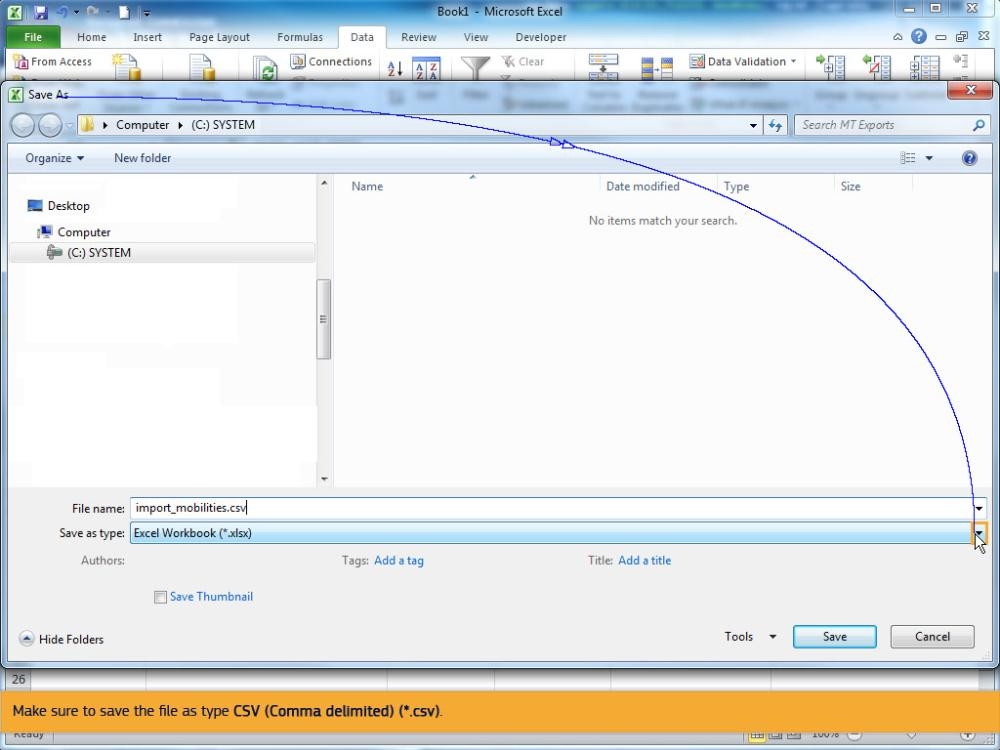 Book1 - Microsoft Excel
File Home Insert Page Layout Formulas Data Review View Developer
From Access Connections Clear Data Validation
Save As
Computer (C:) SYSTEM Search MT Exports
Organize New folder
Name Date modified Type Size
No items match your search.
Desktop
Computer
(C:) SYSTEM
File name: import_mobilities.csv
Save as type: Excel Workbook (*.xlsx)
Authors: Tags: Add a tag Title: Add a title
Save Thumbnail
Hide Folders Tools Save Cancel
26
Make sure to save the file as type CSV (Comma delimited) (*.csv).
Ready 100%